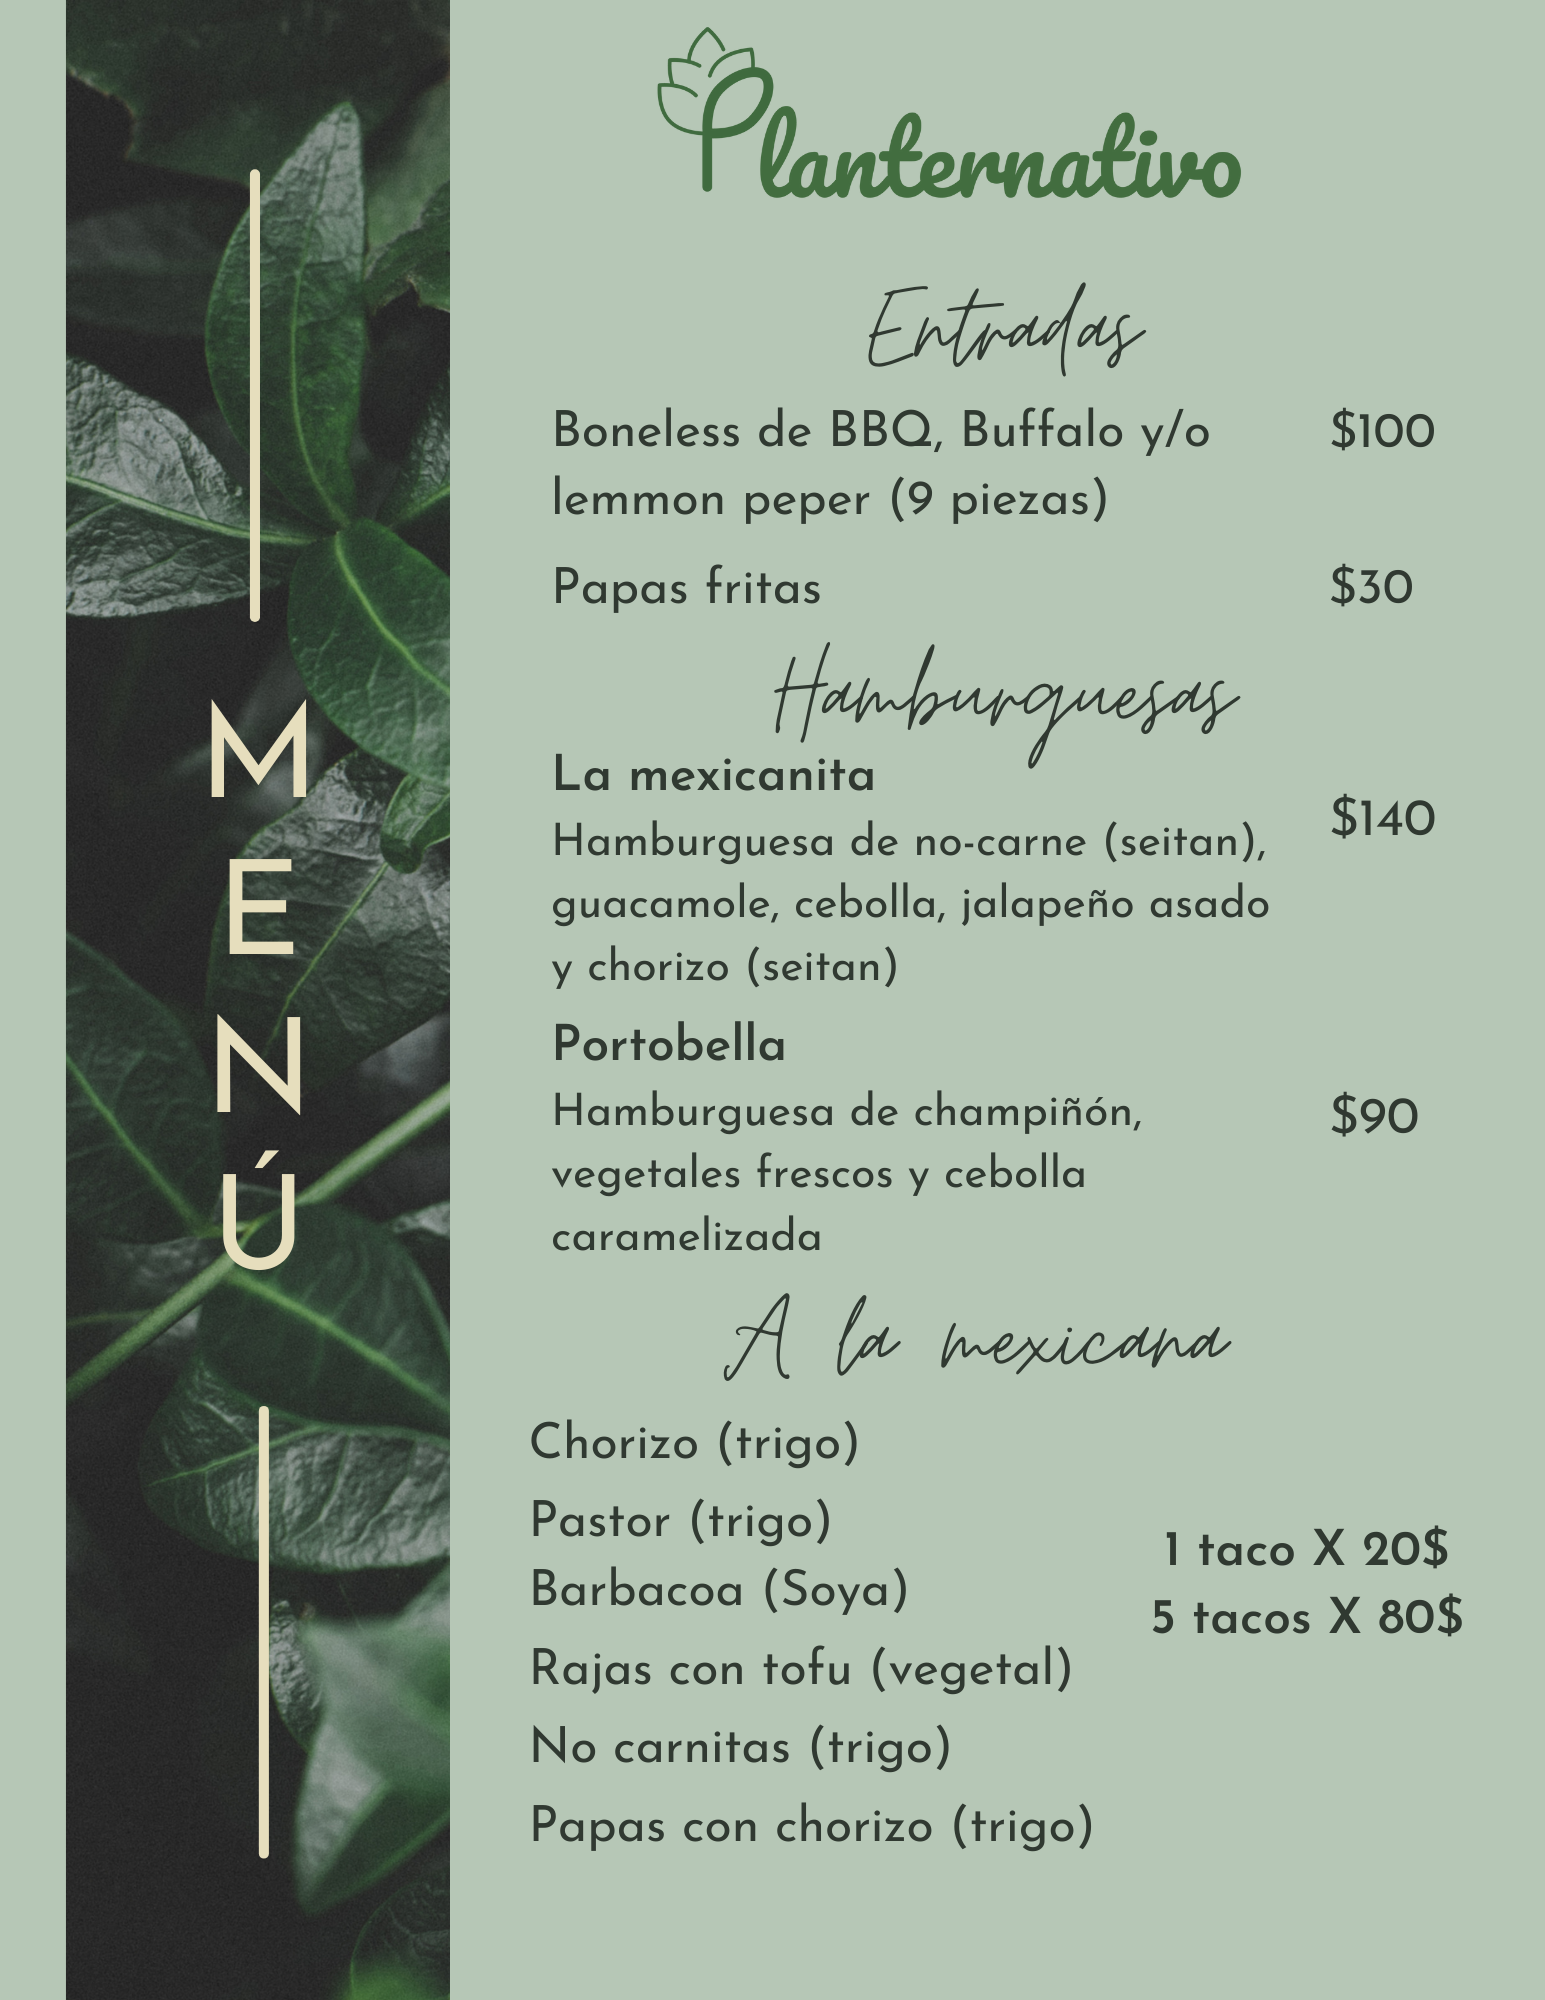 MENÚ
Planternativo
Entradas
Boneless de BBQ, Buffalo y/o $100
lemmon peper (9 piezas)
Papas fritas $30
Hamburguesas
La mexicanita
$140
Hamburguesa de no-carne (seitan),
guacamole, cebolla, jalapeño asado
y chorizo (seitan)
Portobella
Hamburguesa de champiñón, $90
vegetales frescos y cebolla
caramelizada
A la mexicana
Chorizo (trigo)
Pastor (trigo)
Barbacoa (Soya)
Rajas con tofu (vegetal)
No carnitas (trigo)
Papas con chorizo (trigo)
1 taco X 20$
5 tacos X 80$